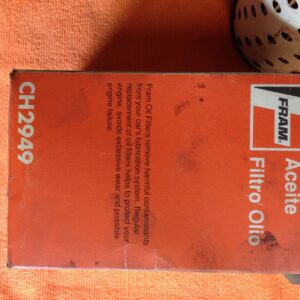 FRAM
Aceite
Filtro Olio
Fram Oil Filters remove harmful contaminants
from your car's lubrication system. Regular
replacement of oil filters helps to protect your
engine, avoids excessive wear and possible
engine failure.
CH2949